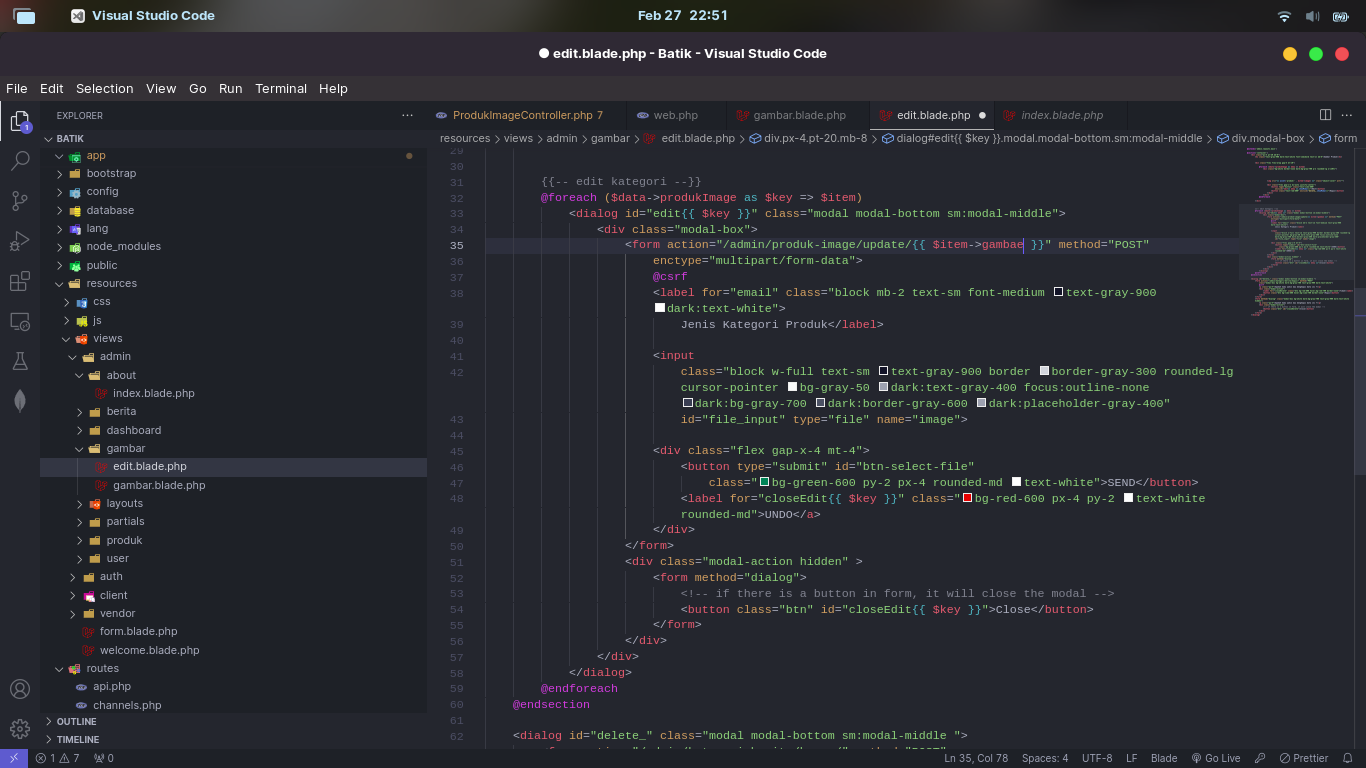 Visual Studio Code
Feb 27 22:51
● edit.blade.php - Batik - Visual Studio Code
File Edit Selection View Go Run Terminal Help
EXPLORER ···
ProdukImageController.php 7
web.php
gambar.blade.php
edit.blade.php ●
index.blade.php
resources > views > admin > gambar > edit.blade.php > div.px-4.pt-20.mb-8 > dialog#edit{{ $key }}.modal.modal-bottom.sm:modal-middle > div.modal-box > form
1
BATIK
app
bootstrap
config
database
lang
node_modules
public
resources
css
js
views
admin
about
index.blade.php
berita
dashboard
gambar
edit.blade.php
gambar.blade.php
layouts
partials
produk
user
auth
client
vendor
form.blade.php
welcome.blade.php
routes
api.php
channels.php
OUTLINE
TIMELINE
29
30
31 {{-- edit kategori --}}
32 @foreach ($data->produkImage as $key => $item)
33 <dialog id="edit{{ $key }}" class="modal modal-bottom sm:modal-middle">
34 <div class="modal-box">
35 <form action="/admin/produk-image/update/{{ $item->gambae }}" method="POST"
36 enctype="multipart/form-data">
37 @csrf
38 <label for="email" class="block mb-2 text-sm font-medium text-gray-900
dark:text-white">
39 Jenis Kategori Produk</label>
40
41 <input
42 class="block w-full text-sm text-gray-900 border border-gray-300 rounded-lg
cursor-pointer bg-gray-50 dark:text-gray-400 focus:outline-none
dark:bg-gray-700 dark:border-gray-600 dark:placeholder-gray-400"
43 id="file_input" type="file" name="image">
44
45 <div class="flex gap-x-4 mt-4">
46 <button type="submit" id="btn-select-file"
47 class="bg-green-600 py-2 px-4 rounded-md text-white">SEND</button>
48 <label for="closeEdit{{ $key }}" class="bg-red-600 px-4 py-2 text-white
rounded-md">UNDO</a>
49 </div>
50 </form>
51 <div class="modal-action hidden" >
52 <form method="dialog">
53 <!-- if there is a button in form, it will close the modal -->
54 <button class="btn" id="closeEdit{{ $key }}">Close</button>
55 </form>
56 </div>
57 </div>
58 </dialog>
59 @endforeach
60 @endsection
61
62 <dialog id="delete_" class="modal modal-bottom sm:modal-middle ">
1 7 0
Ln 35, Col 78 Spaces: 4 UTF-8 LF Blade Go Live Prettier